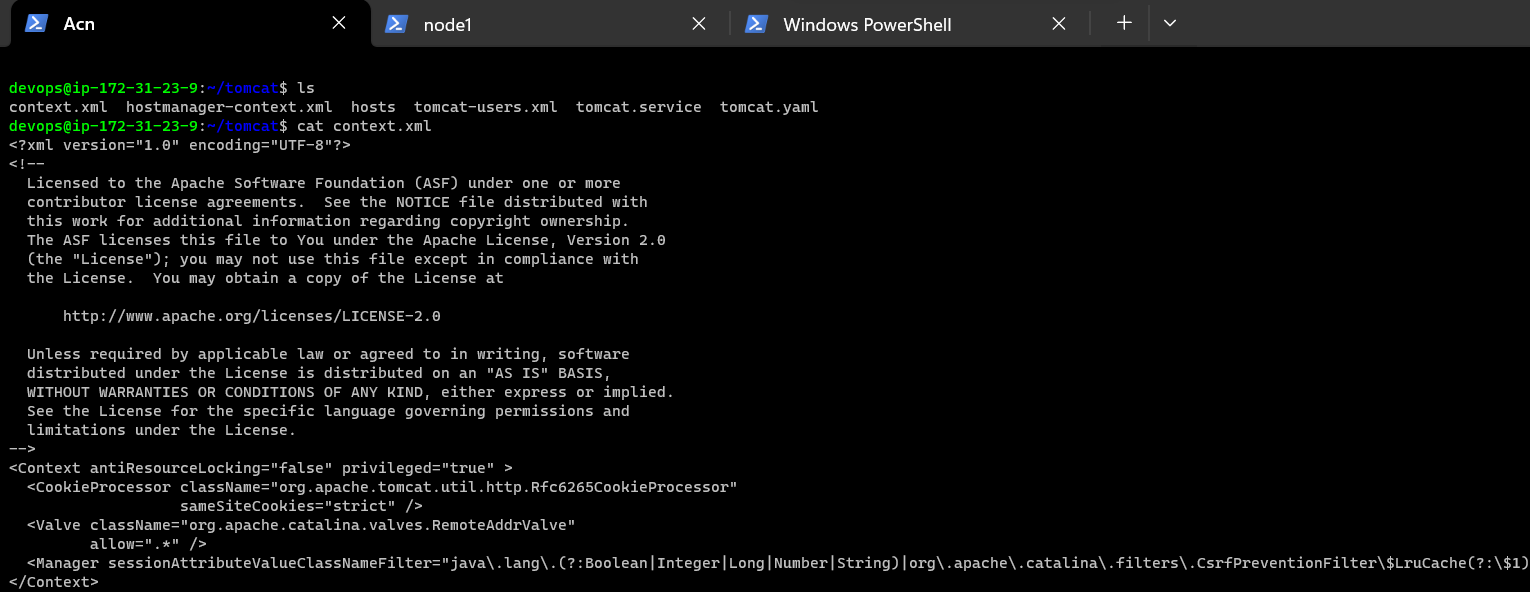 Acn
node1
Windows PowerShell
devops@ip-172-31-23-9:~/tomcat$ ls
context.xml  hostmanager-context.xml  hosts  tomcat-users.xml  tomcat.service  tomcat.yaml
devops@ip-172-31-23-9:~/tomcat$ cat context.xml
<?xml version="1.0" encoding="UTF-8"?>
<!--
  Licensed to the Apache Software Foundation (ASF) under one or more
  contributor license agreements.  See the NOTICE file distributed with
  this work for additional information regarding copyright ownership.
  The ASF licenses this file to You under the Apache License, Version 2.0
  (the "License"); you may not use this file except in compliance with
  the License.  You may obtain a copy of the License at

      http://www.apache.org/licenses/LICENSE-2.0

  Unless required by applicable law or agreed to in writing, software
  distributed under the License is distributed on an "AS IS" BASIS,
  WITHOUT WARRANTIES OR CONDITIONS OF ANY KIND, either express or implied.
  See the License for the specific language governing permissions and
  limitations under the License.
-->
<Context antiResourceLocking="false" privileged="true" >
  <CookieProcessor className="org.apache.tomcat.util.http.Rfc6265CookieProcessor"
                   sameSiteCookies="strict" />
  <Valve className="org.apache.catalina.valves.RemoteAddrValve"
         allow=".*" />
  <Manager sessionAttributeValueClassNameFilter="java\.lang\.(?:Boolean|Integer|Long|Number|String)|org\.apache\.catalina\.filters\.CsrfPreventionFilter\$LruCache(?:\$1)
</Context>